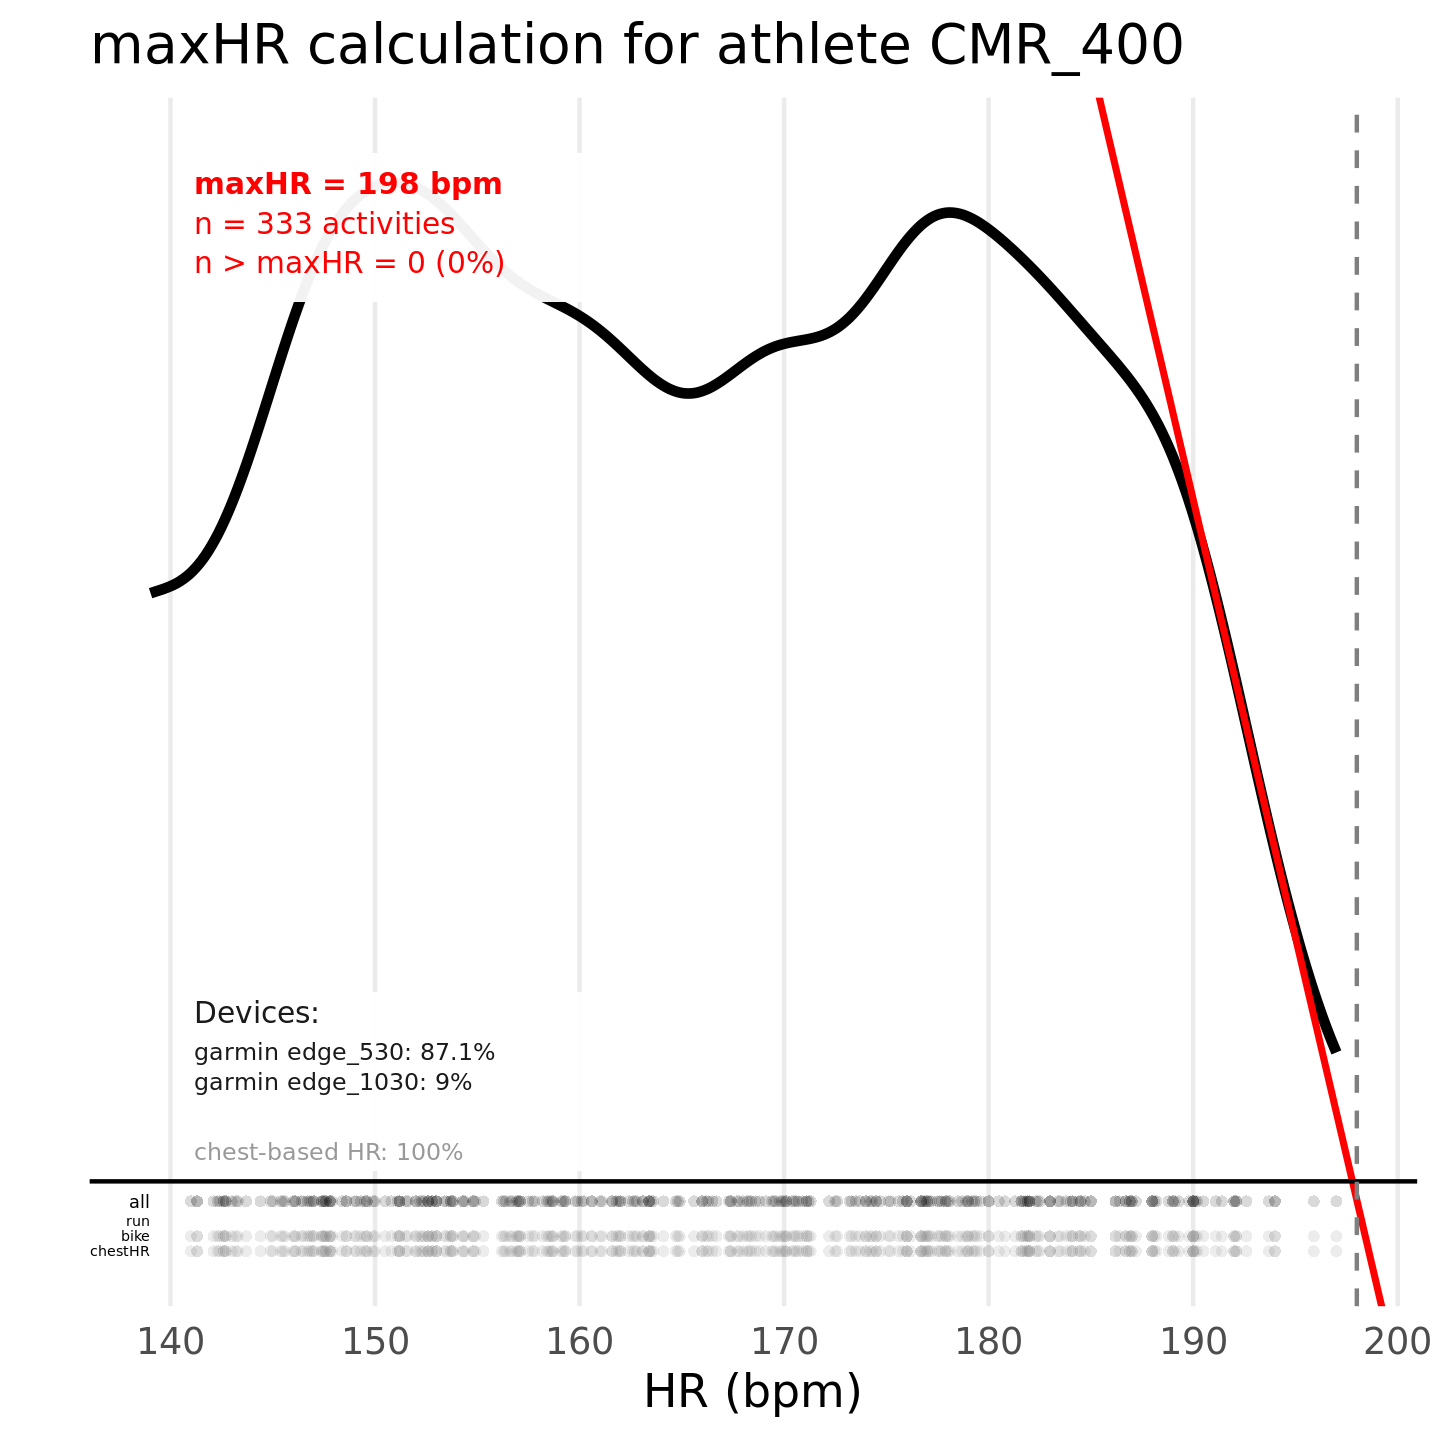 maxHR calculation for athlete CMR_400
maxHR = 198 bpm
n = 333 activities
n > maxHR = 0 (0%)
Devices:
garmin edge_530: 87.1%
garmin edge_1030: 9%
chest-based HR: 100%
all
run
bike
chestHR
140 150 160 170 180 190 200
HR (bpm)